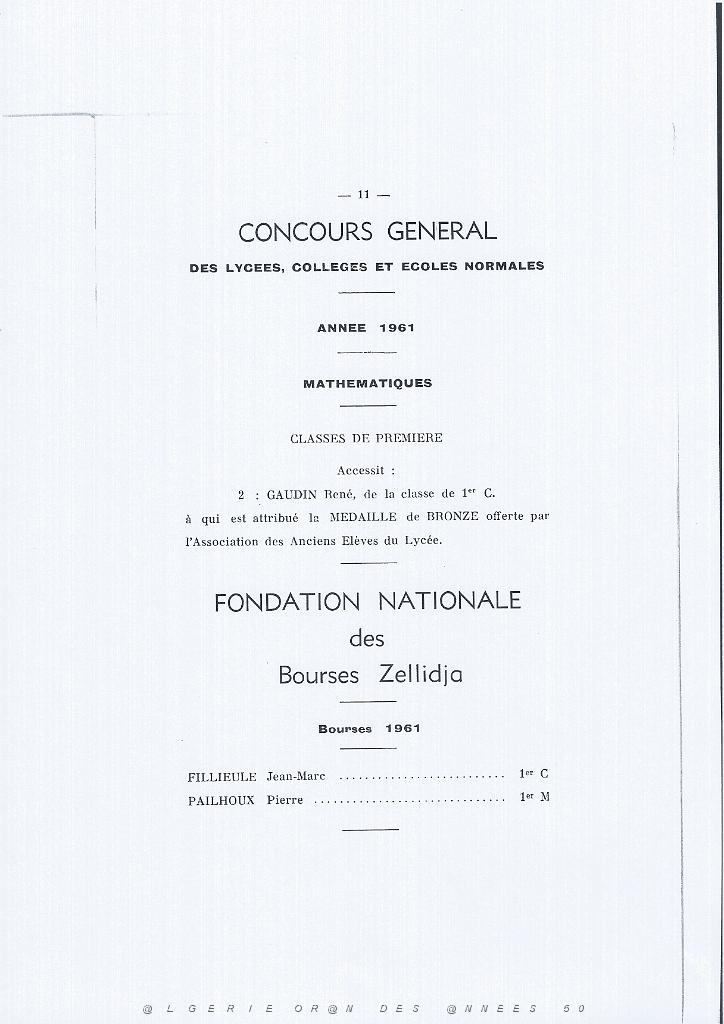 — 11 —
CONCOURS GENERAL
DES LYCEES, COLLEGES ET ECOLES NORMALES
ANNEE 1961
MATHEMATIQUES
CLASSES DE PREMIERE
Accessit :
2 : GAUDIN René, de la classe de 1er C.
à qui est attribué la MEDAILLE de BRONZE offerte par
l'Association des Anciens Elèves du Lycée.
FONDATION NATIONALE
des
Bourses Zellidja
Bourses 1961
FILLIEULE Jean-Marc .......................... 1er C
PAILHOUX Pierre ............................. 1er M
@LGERIE OR@N DES @NNEES 50